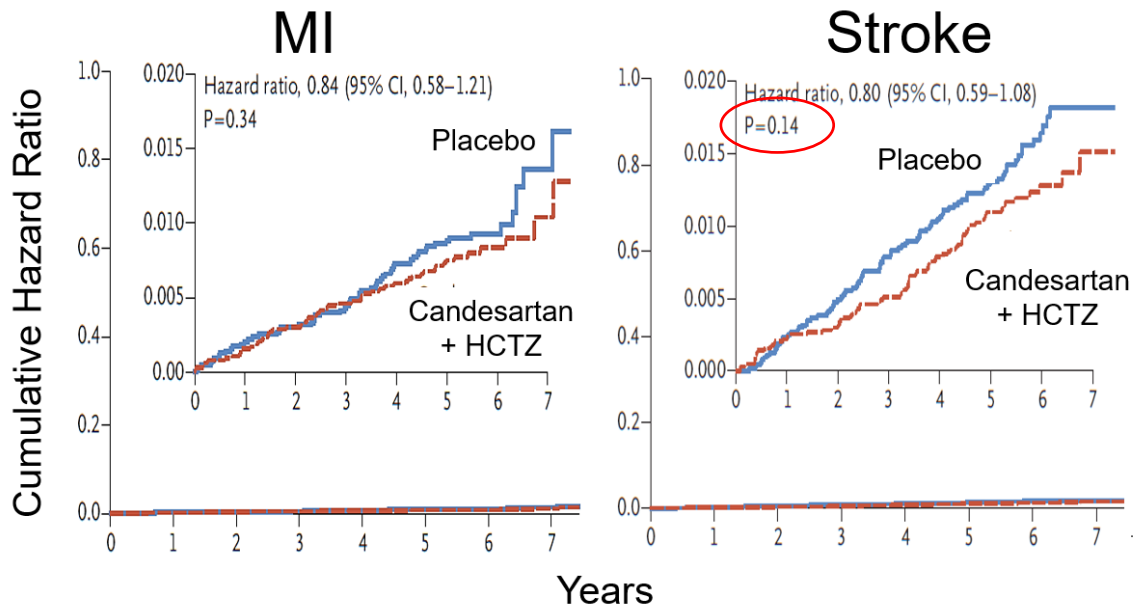 MI
Stroke
Cumulative Hazard Ratio
1.0
0.8
0.6
0.4
0.2
0.0
0 1 2 3 4 5 6 7
0.020
0.015
0.010
0.005
0.00
0 1 2 3 4 5 6 7
Hazard ratio, 0.84 (95% CI, 0.58–1.21)
P=0.34
Placebo
Candesartan
+ HCTZ
1.0
0.8
0.6
0.4
0.2
0.0
0 1 2 3 4 5 6 7
0.020
0.015
0.010
0.005
0.000
0 1 2 3 4 5 6 7
Hazard ratio, 0.80 (95% CI, 0.59–1.08)
P=0.14
Placebo
Candesartan
+ HCTZ
Years